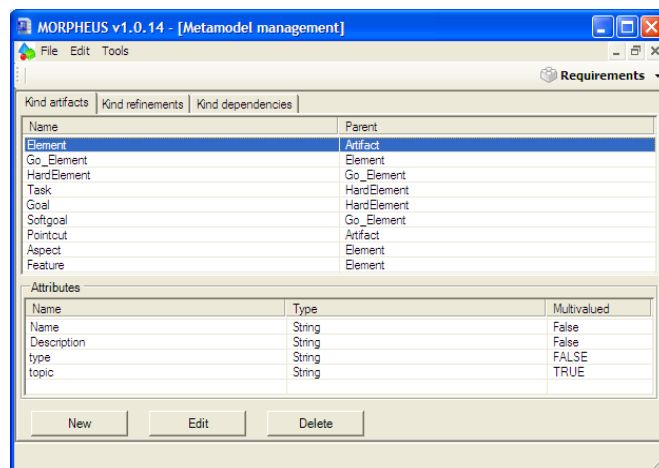 MORPHEUS v1.0.14 - [Metamodel management]
File Edit Tools
Requirements
Kind artifacts Kind refinements Kind dependencies
Name Parent
Element Artifact
Go_Element Element
HardElement Go_Element
Task HardElement
Goal HardElement
Softgoal Go_Element
Pointcut Artifact
Aspect Element
Feature Element
Attributes
Name Type Multivalued
Name String False
Description String False
type String FALSE
topic String TRUE
New Edit Delete